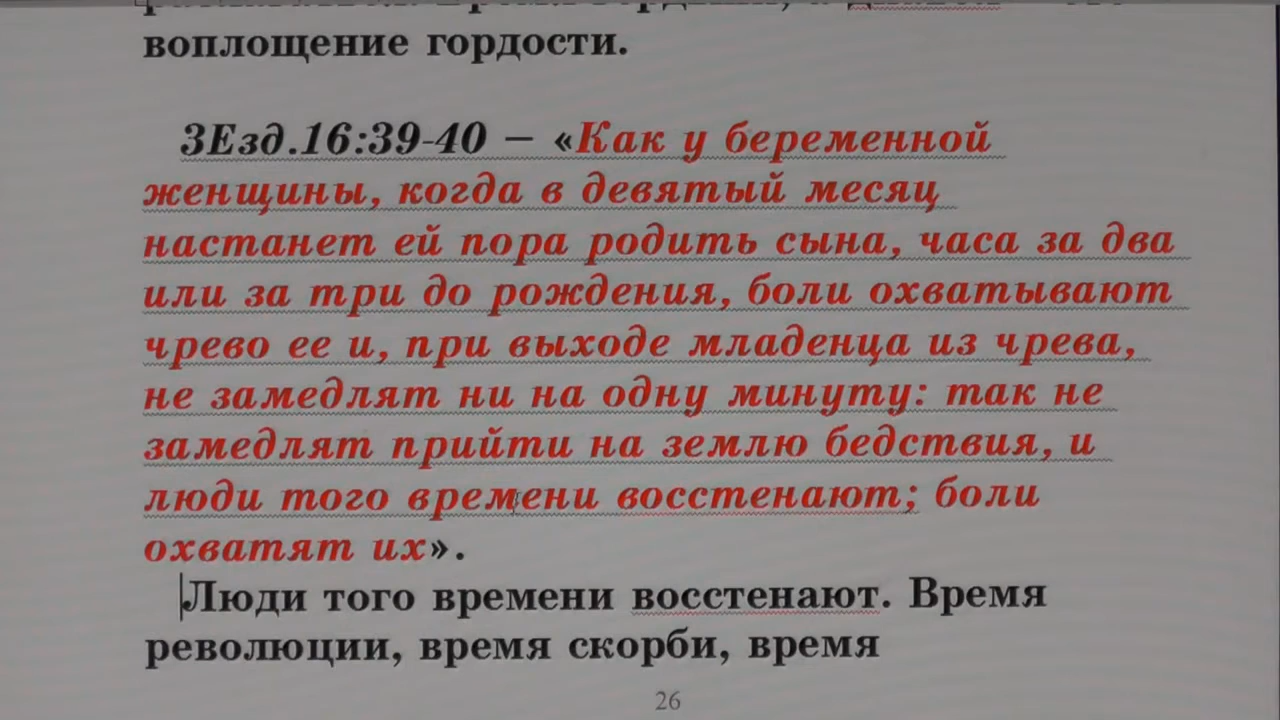 воплощение гордости.
3Езд.16:39-40 – «Как у беременной
женщины, когда в девятый месяц
настанет ей пора родить сына, часа за два
или за три до рождения, боли охватывают
чрево ее и, при выходе младенца из чрева,
не замедлят ни на одну минуту: так не
замедлят прийти на землю бедствия, и
люди того времени восстенают; боли
охватят их».
Люди того времени восстенают. Время
революции, время скорби, время
26